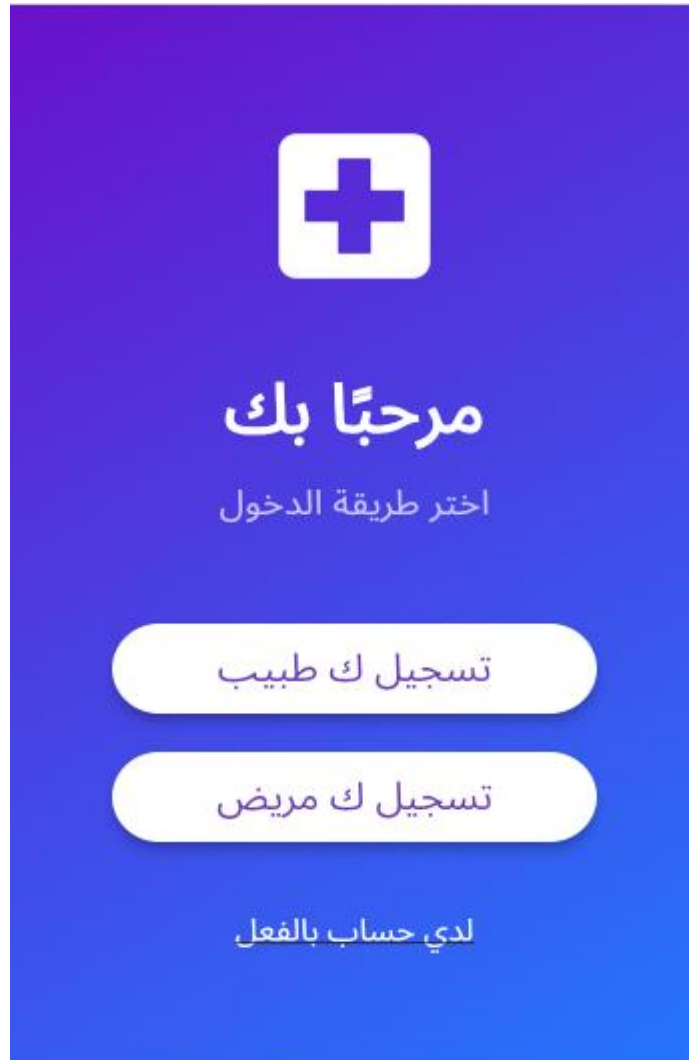 مرحبًا بك
اختر طريقة الدخول
تسجيل ك طبيب
تسجيل ك مريض
لدي حساب بالفعل